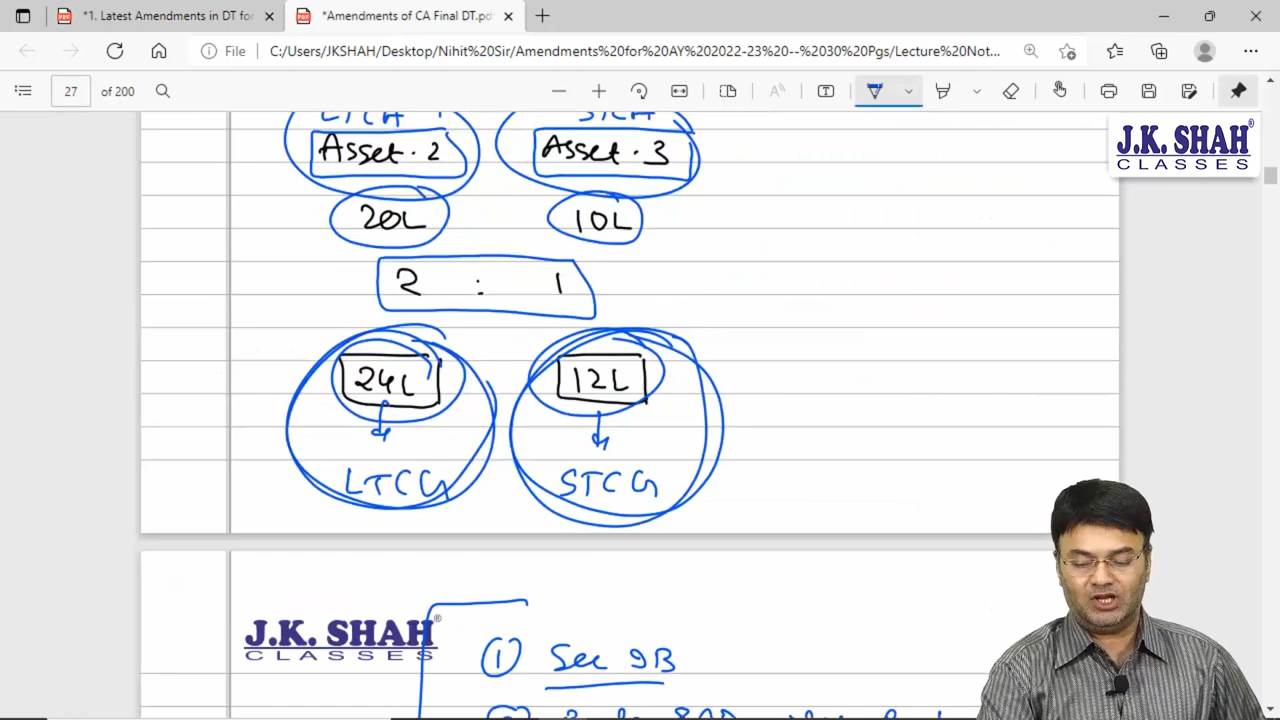 *1. Latest Amendments in DT for
*Amendments of CA Final DT.pd
File C:/Users/JKSHAH/Desktop/Nihit%20Sir/Amendments%20for%20AY%202022-23%20--%2030%20Pgs/Lecture%20Not...
27 of 200
J.K. SHAH®
CLASSES
Asset. 2 Asset. 3
20L 10L
2 : 1
24L 12L
LTCG STCG
J.K. SHAH®
CLASSES
① Sec 9B